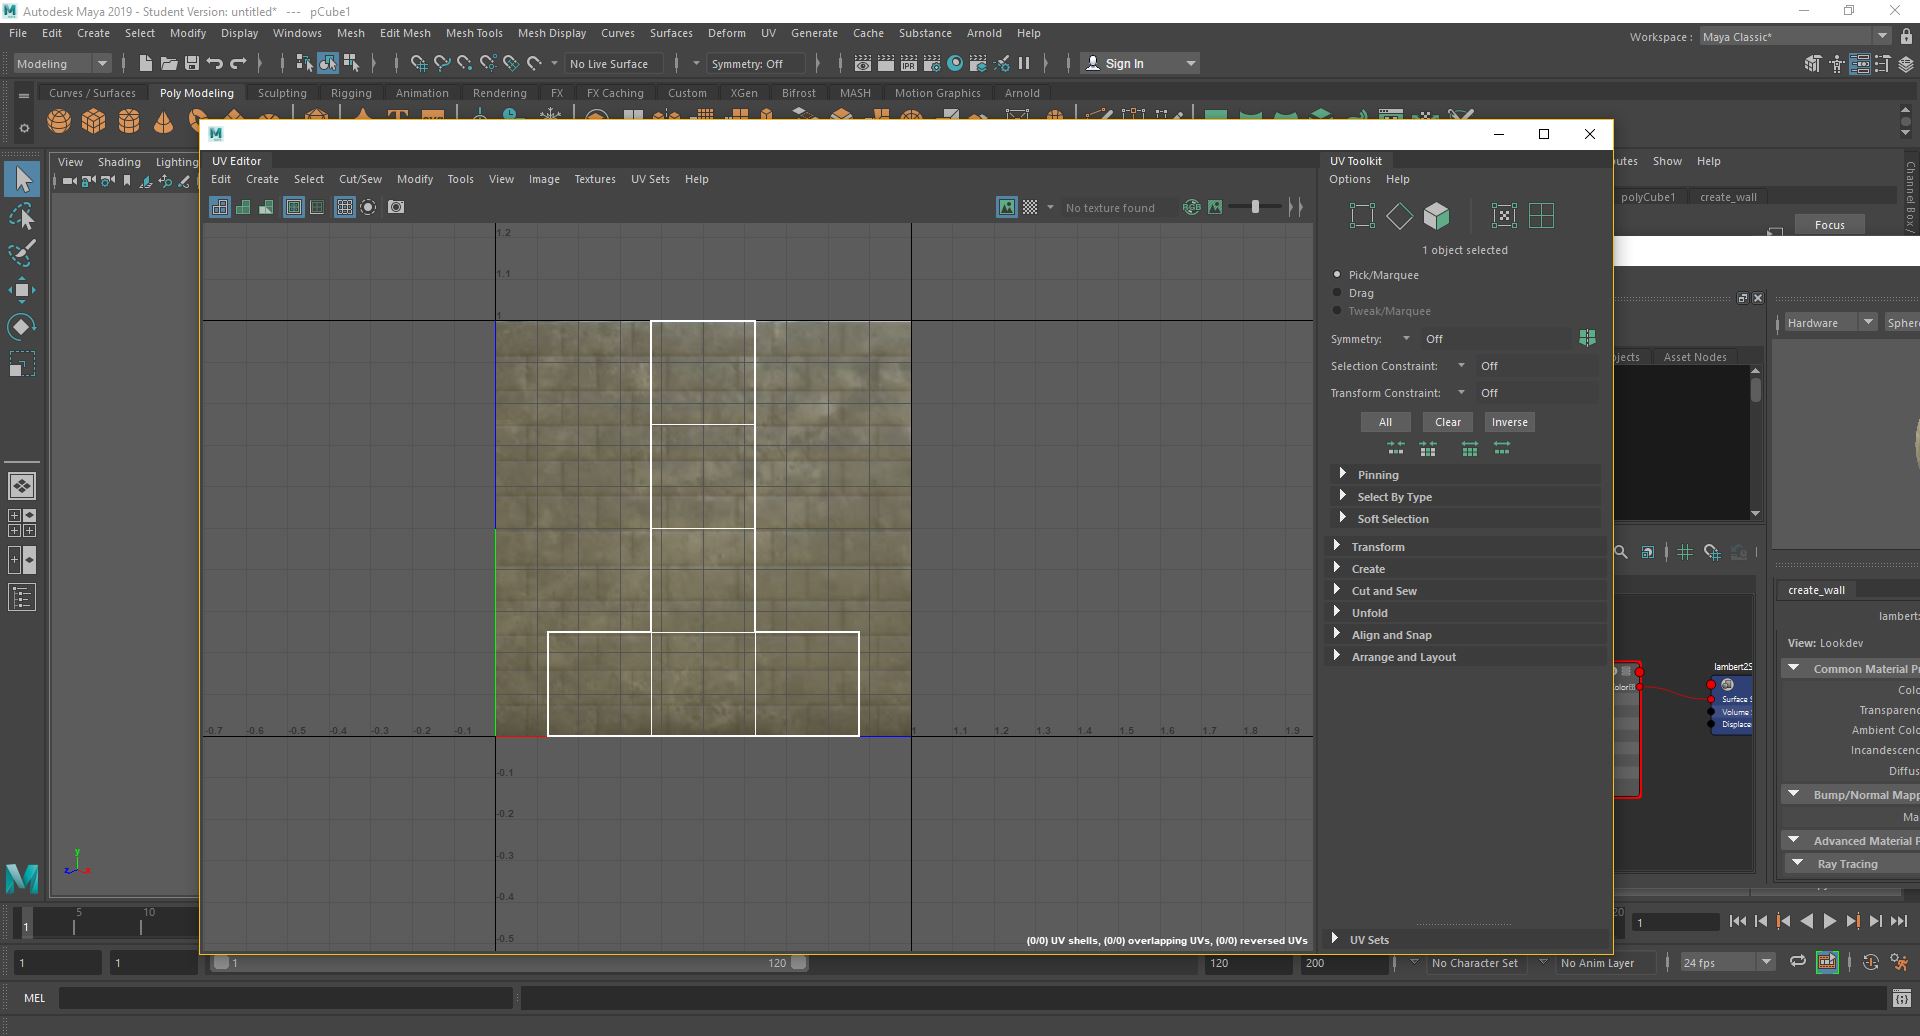 Autodesk Maya 2019 - Student Version: untitled*   ---   pCube1
File Edit Create Select Modify Display Windows Mesh Edit Mesh Mesh Tools Mesh Display Curves Surfaces Deform UV Generate Cache Substance Arnold Help
Workspace : Maya Classic*
Modeling No Live Surface Symmetry: Off IPR Sign In
Curves / Surfaces Poly Modeling Sculpting Rigging Animation Rendering FX FX Caching Custom XGen Bifrost MASH Motion Graphics Arnold
View Shading Lighting
Show Help
Channel Box /
polyCube1 create_wall
Focus
UV Editor
Edit Create Select Cut/Sew Modify Tools View Image Textures UV Sets Help
No texture found RGB
1.2
1.1
1
-0.7 -0.6 -0.5 -0.4 -0.3 -0.2 -0.1 1 1.1 1.2 1.3 1.4 1.5 1.6 1.7 1.8 1.9
-0.1
-0.2
-0.3
-0.4
-0.5
(0/0) UV shells, (0/0) overlapping UVs, (0/0) reversed UVs
UV Toolkit
Options Help
1 object selected
Pick/Marquee
Drag
Tweak/Marquee
Symmetry: Off
Selection Constraint: Off
Transform Constraint: Off
All Clear Inverse
Pinning
Select By Type
Soft Selection
Transform
Create
Cut and Sew
Unfold
Align and Snap
Arrange and Layout
UV Sets
Hardware Spher
Asset Nodes
create_wall
lambert
View: Lookdev
Common Material P
Colo
Transparenc
Ambient Colo
Incandescenc
Diffus
Bump/Normal Mapp
Ma
Advanced Material P
Ray Tracing
lambert2S
Surface S
Volume
Displace
y
z x
1 5 10 20 1
1 1 1 120 120 200 No Character Set No Anim Layer 24 fps
MEL